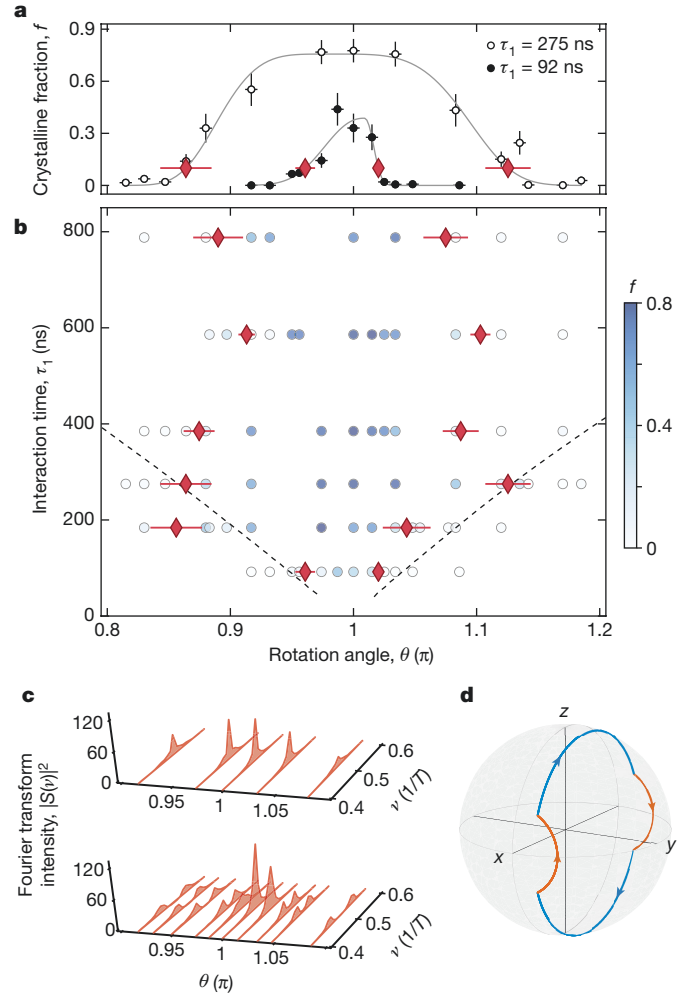 a
Crystalline fraction, f
0.9
0.6
0.3
0
τ1 = 275 ns
τ1 = 92 ns
b
Interaction time, τ1 (ns)
800
600
400
200
0
0.8 0.9 1 1.1 1.2
Rotation angle, θ (π)
f
0.8
0.4
0
c
Fourier transform
intensity, |S(ν)|²
120
60
0
0.95 1 1.05
0.4 0.5 0.6
ν (1/T)
120
60
0
0.95 1 1.05
0.4 0.5 0.6
ν (1/T)
θ (π)
d
z
x
y